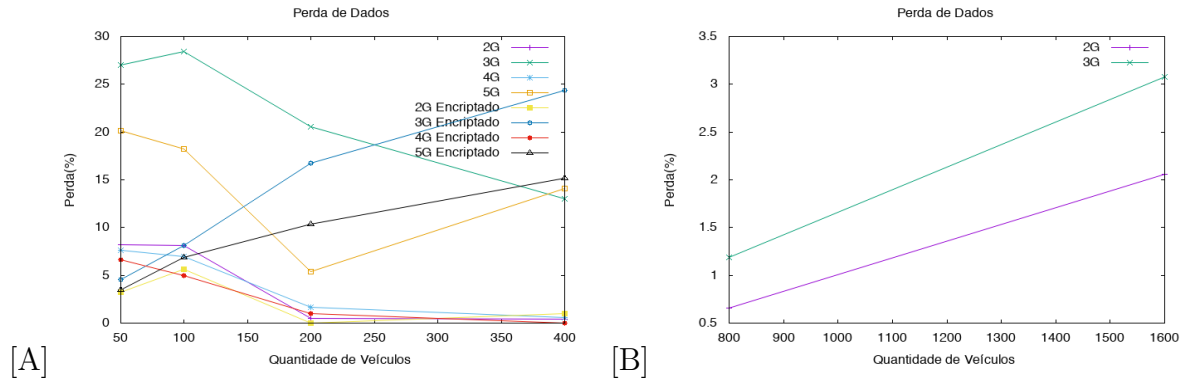 Perda de Dados
30
25
20
15
10
5
0
Perda(%)
50 100 150 200 250 300 350 400
Quantidade de Veículos
2G
3G
4G
5G
2G Encriptado
3G Encriptado
4G Encriptado
5G Encriptado
[A]
Perda de Dados
3.5
3
2.5
2
1.5
1
0.5
Perda(%)
800 900 1000 1100 1200 1300 1400 1500 1600
Quantidade de Veículos
2G
3G
[B]